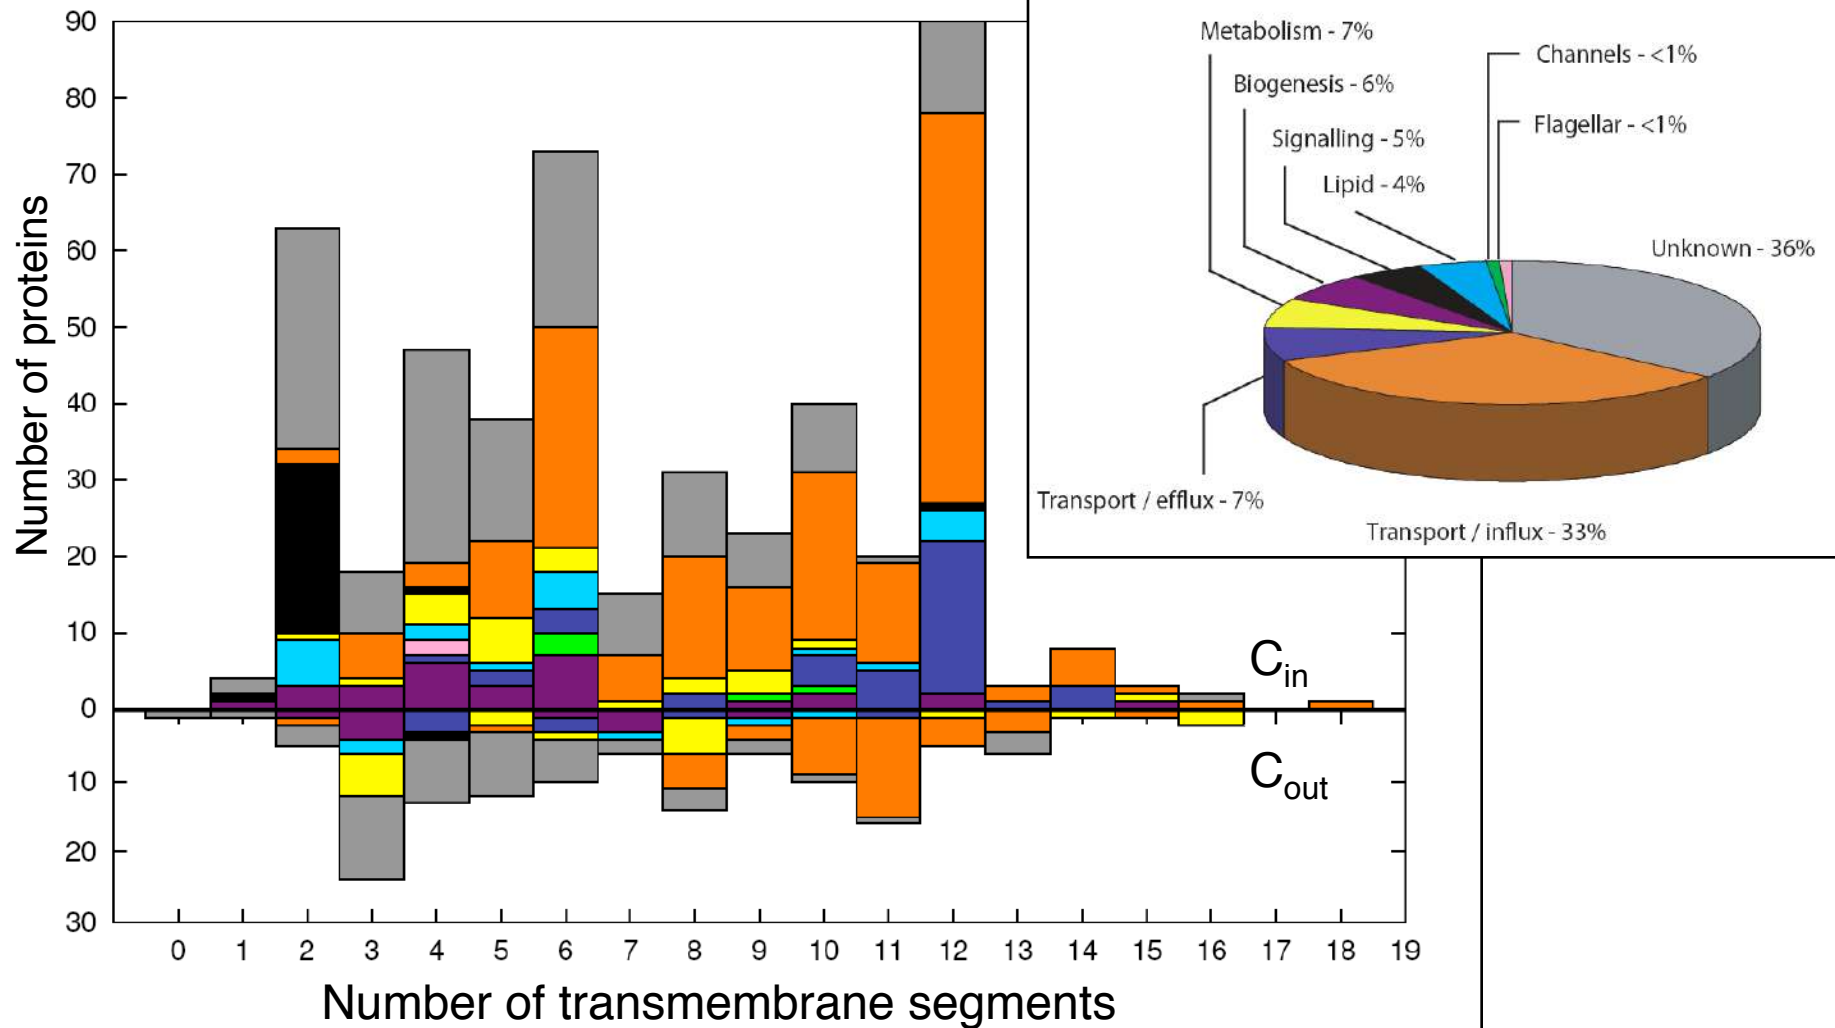 Number of proteins
90
80
70
60
50
40
30
20
10
0
10
20
30
0 1 2 3 4 5 6 7 8 9 10 11 12 13 14 15 16 17 18 19
Number of transmembrane segments
C in
C out
Metabolism - 7%
Biogenesis - 6%
Signalling - 5%
Lipid - 4%
Channels - <1%
Flagellar - <1%
Unknown - 36%
Transport / efflux - 7%
Transport / influx - 33%